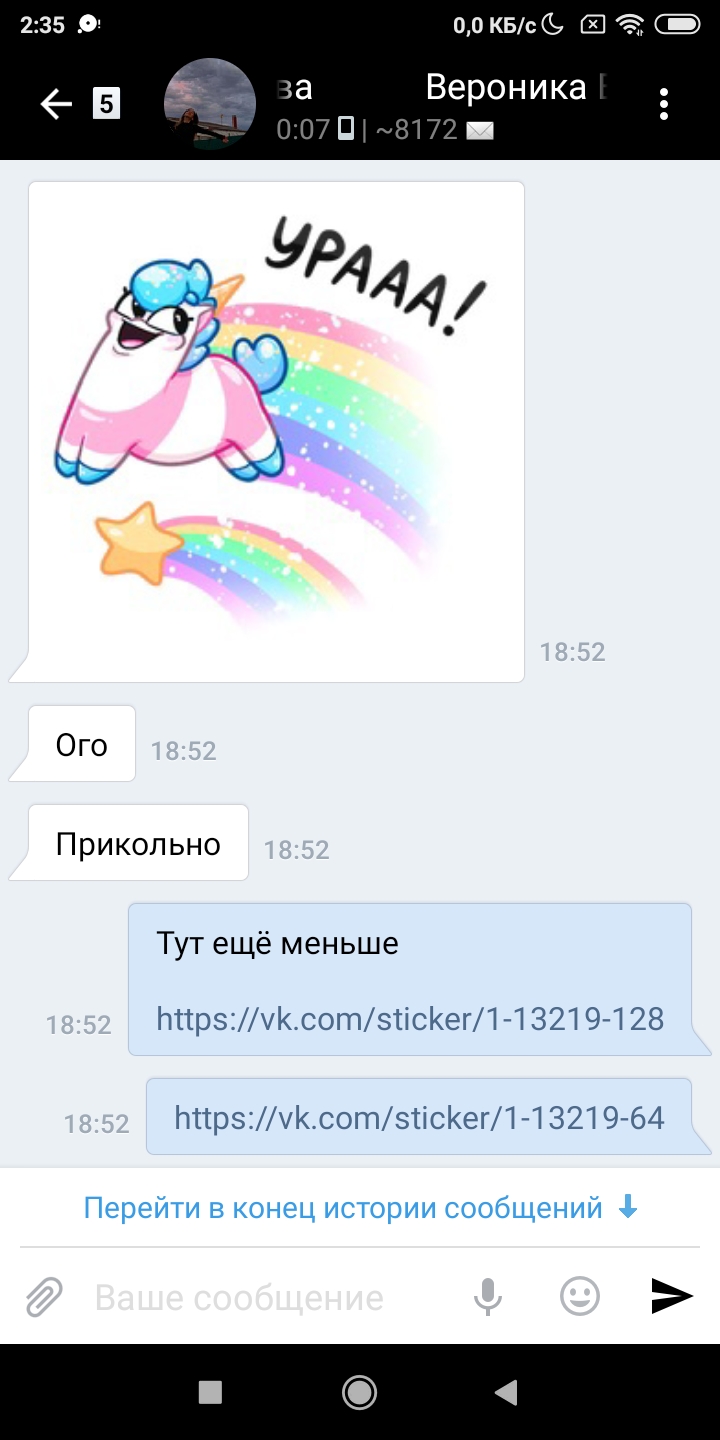 2:35 0,0 КБ/с
5 ва Вероника
0:07 | ~8172
УРААА!
18:52
Ого 18:52
Прикольно 18:52
Тут ещё меньше
18:52 https://vk.com/sticker/1-13219-128
18:52 https://vk.com/sticker/1-13219-64
Перейти в конец истории сообщений
Ваше сообщение